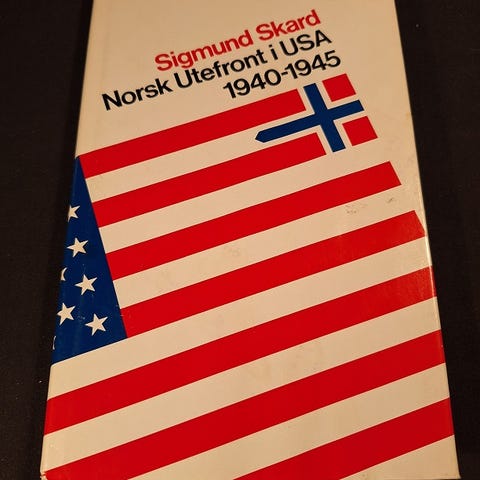 Sigmund Skard
Norsk Utefront i USA
1940-1945